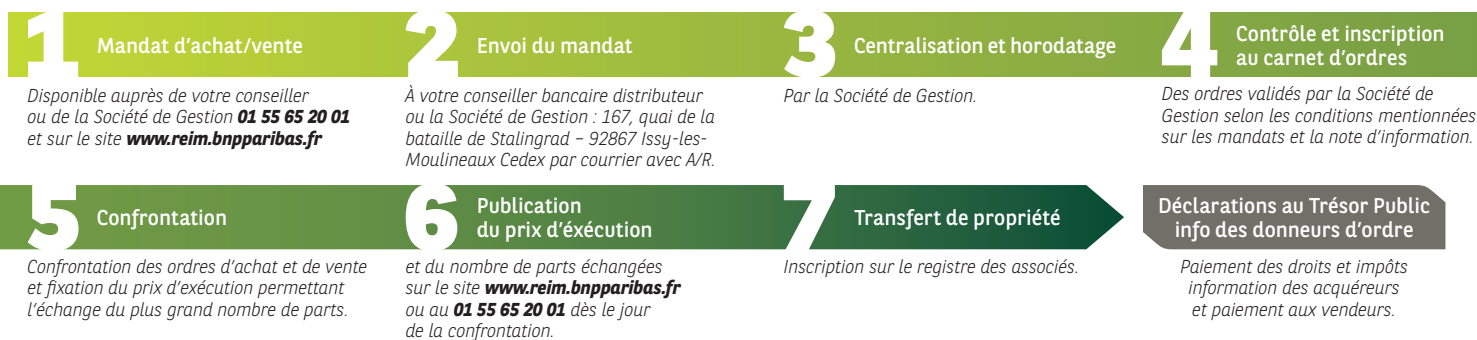 1 Mandat d'achat/vente
Disponible auprès de votre conseiller
ou de la Société de Gestion 01 55 65 20 01
et sur le site www.reim.bnpparibas.fr
2 Envoi du mandat
À votre conseiller bancaire distributeur
ou la Société de Gestion : 167, quai de la
bataille de Stalingrad – 92867 Issy-les-
Moulineaux Cedex par courrier avec A/R.
3 Centralisation et horodatage
Par la Société de Gestion.
4 Contrôle et inscription
au carnet d'ordres
Des ordres validés par la Société de
Gestion selon les conditions mentionnées
sur les mandats et la note d'information.
5 Confrontation
Confrontation des ordres d'achat et de vente
et fixation du prix d'exécution permettant
l'échange du plus grand nombre de parts.
6 Publication
du prix d'éxécution
et du nombre de parts échangées
sur le site www.reim.bnpparibas.fr
ou au 01 55 65 20 01 dès le jour
de la confrontation.
7 Transfert de propriété
Inscription sur le registre des associés.
Déclarations au Trésor Public
info des donneurs d'ordre
Paiement des droits et impôts
information des acquéreurs
et paiement aux vendeurs.